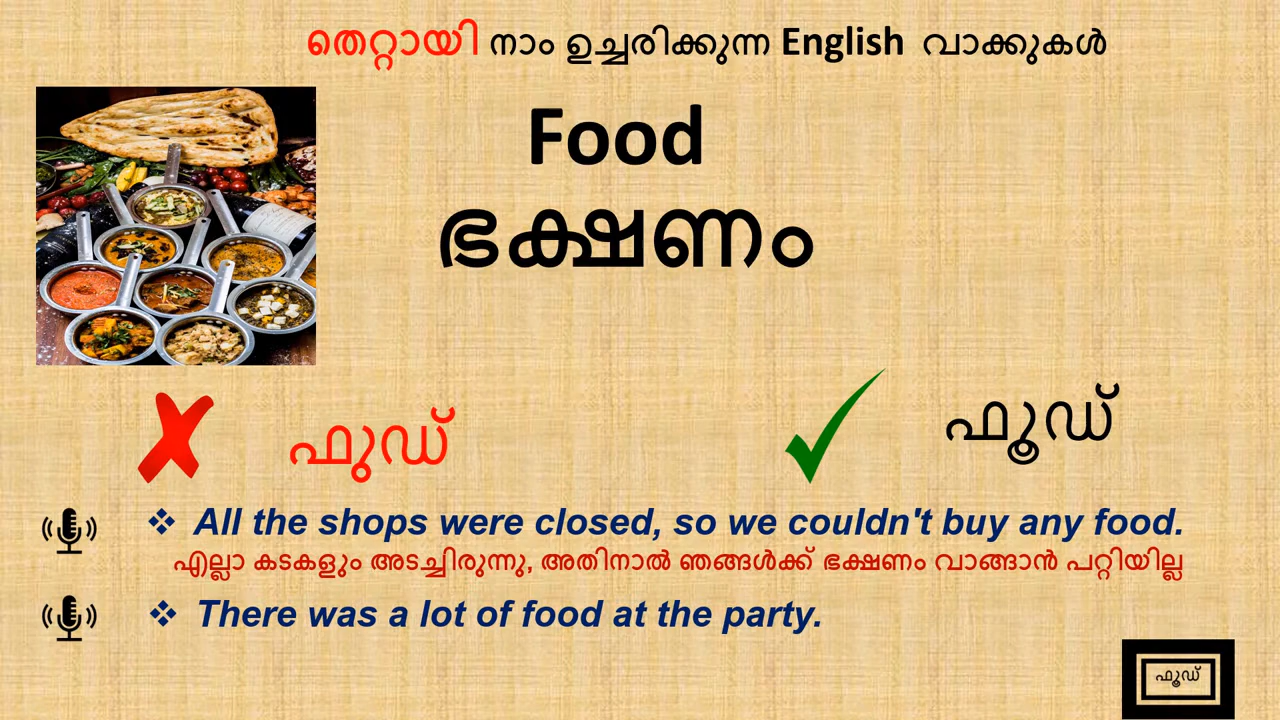 തെറ്റായി നാം ഉച്ചരിക്കുന്ന English വാക്കുകൾ
Food
ഭക്ഷണം
ഫുഡ് ഫൂഡ്
All the shops were closed, so we couldn't buy any food.
എല്ലാ കടകളും അടച്ചിരുന്നു, അതിനാൽ ഞങ്ങൾക്ക് ഭക്ഷണം വാങ്ങാൻ പറ്റിയില്ല
There was a lot of food at the party.
ഫൂഡ്